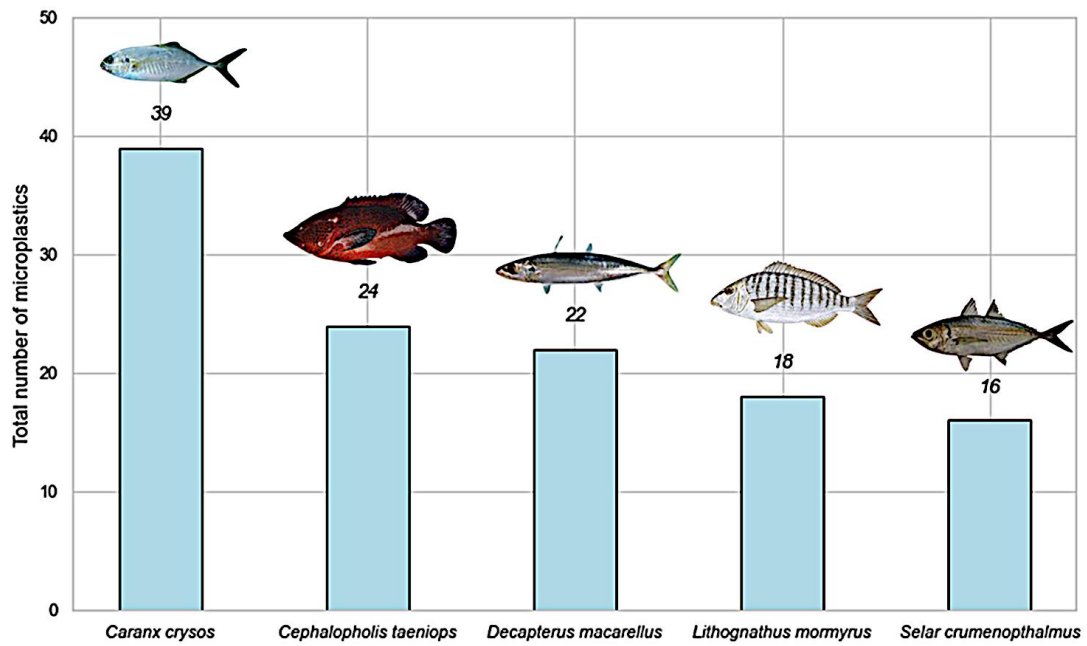 Total number of microplastics
50
40
30
20
10
0
39
24
22
18
16
Caranx crysos
Cephalopholis taeniops
Decapterus macarellus
Lithognathus mormyrus
Selar crumenopthalmus